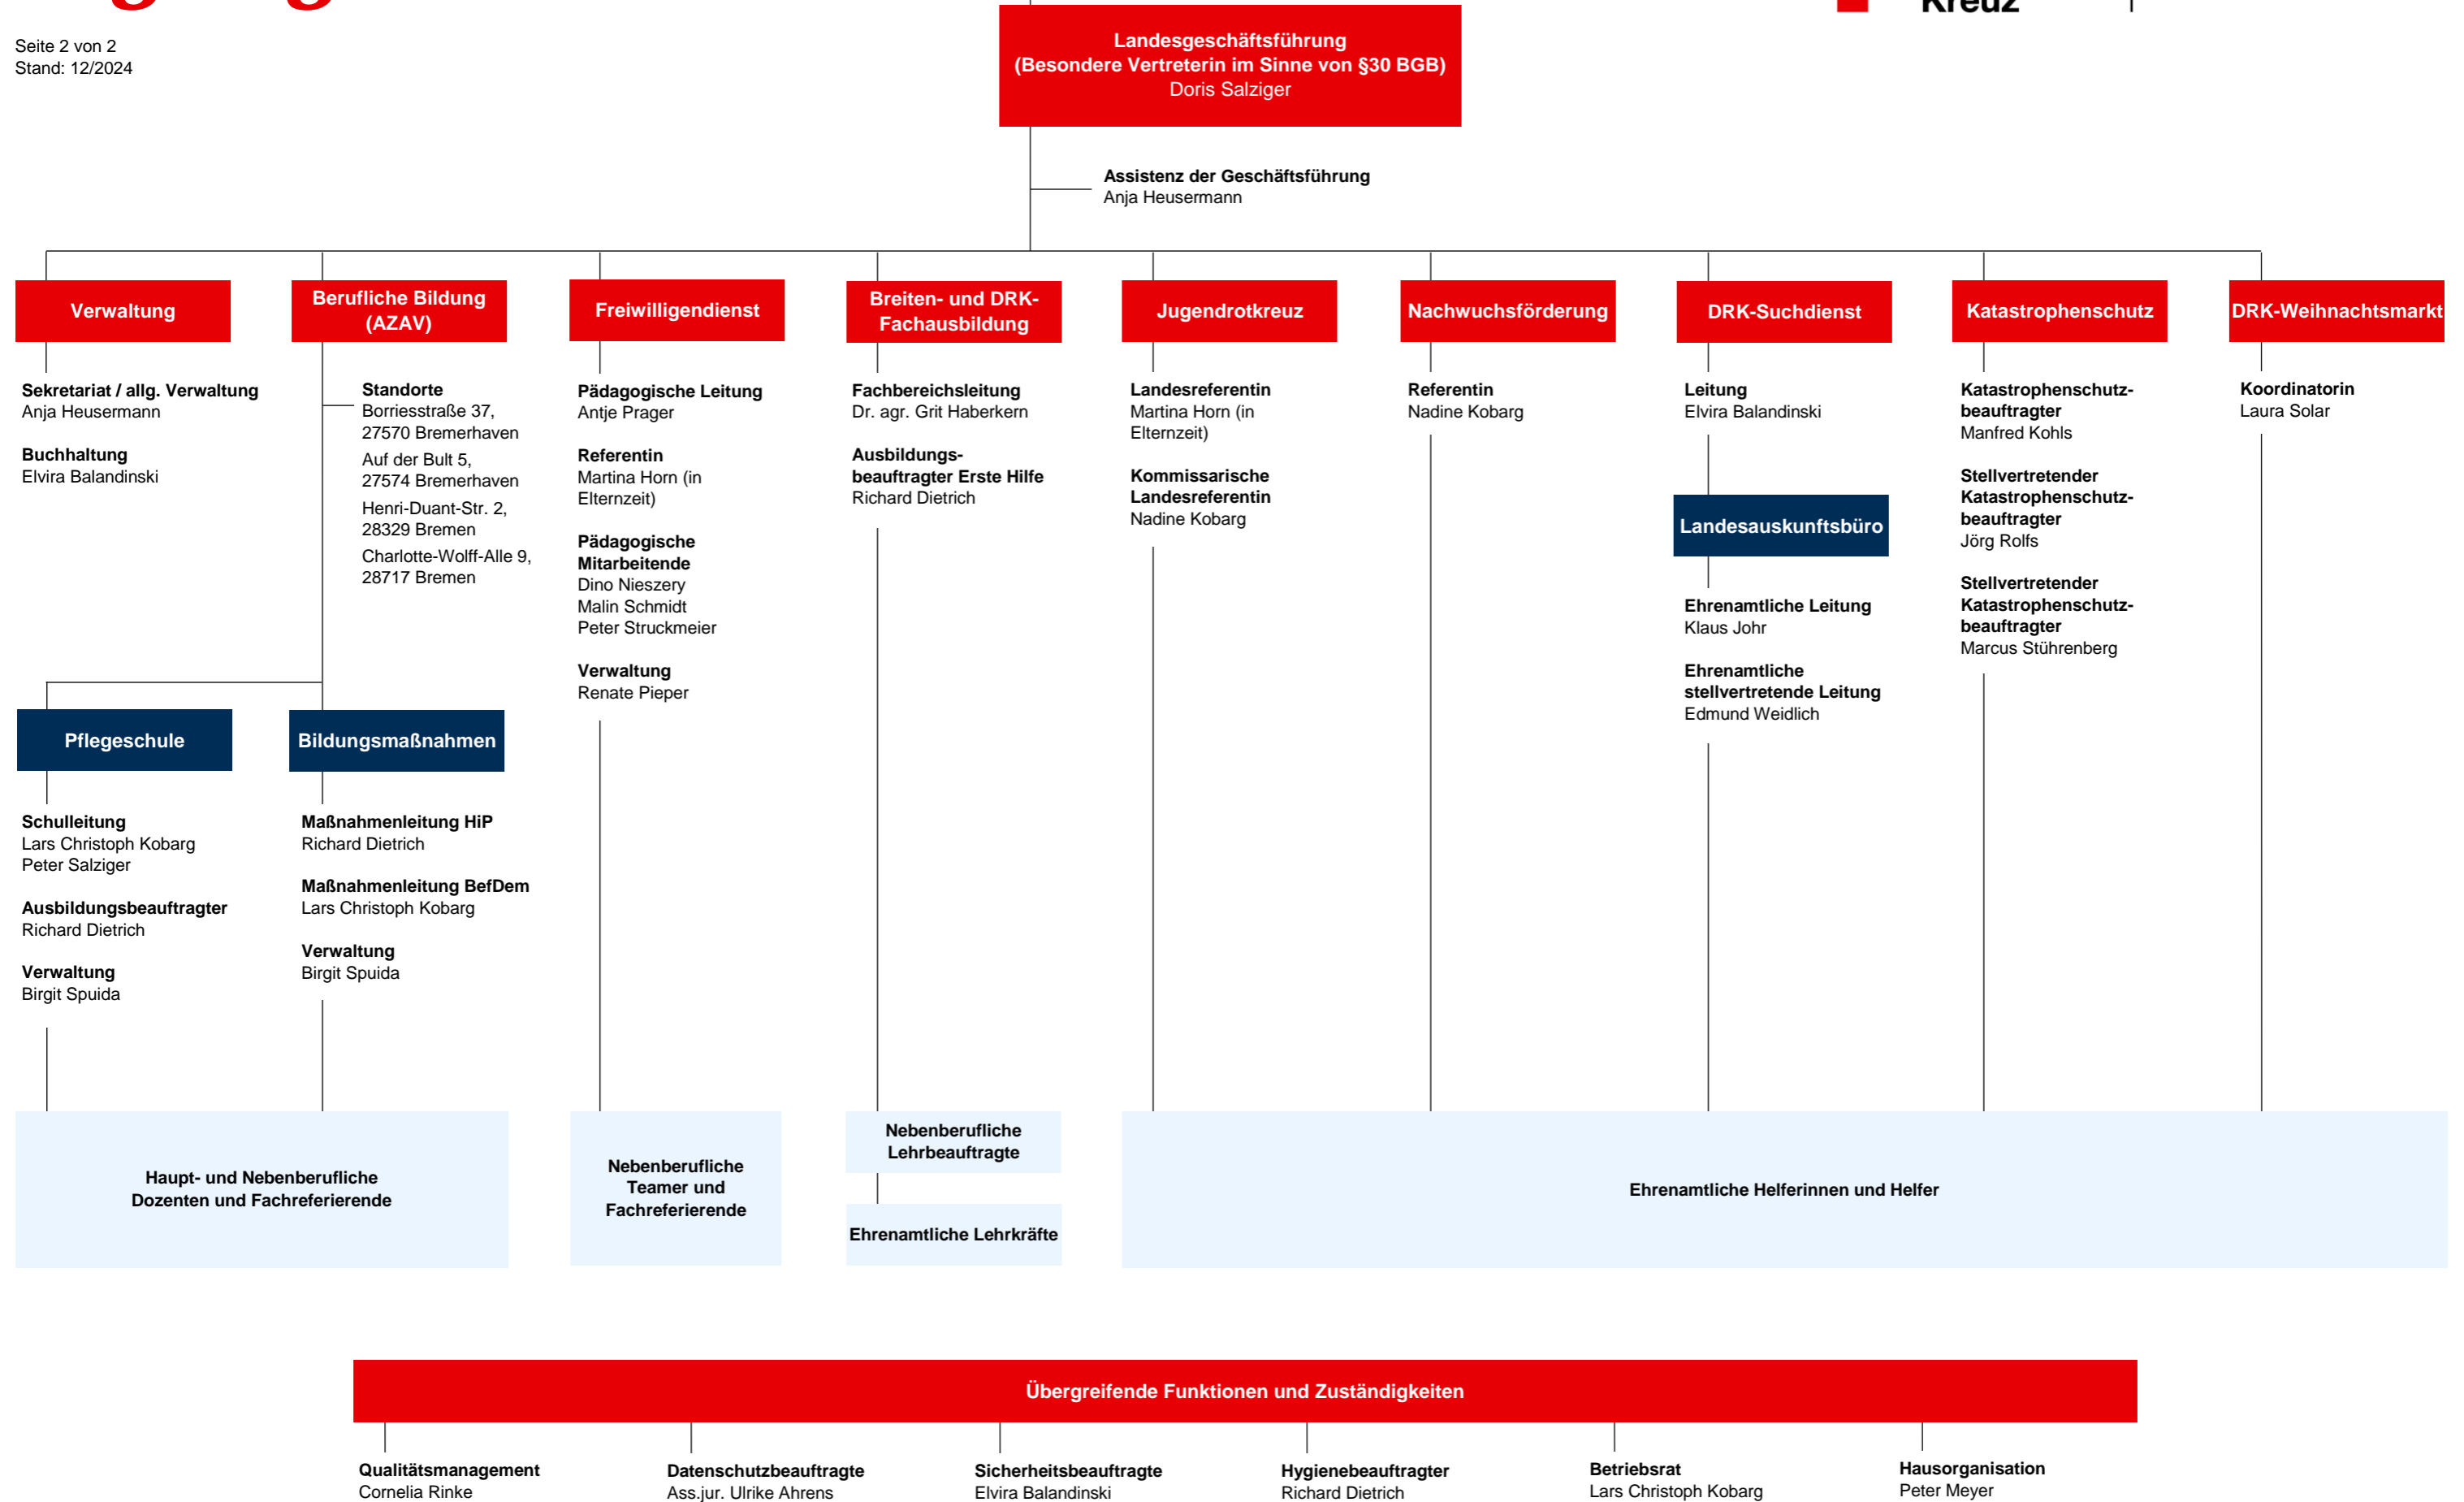 Kreuz
Seite 2 von 2
Stand: 12/2024
Landesgeschäftsführung
(Besondere Vertreterin im Sinne von §30 BGB)
Doris Salziger
Assistenz der Geschäftsführung
Anja Heusermann
Verwaltung
Sekretariat / allg. Verwaltung
Anja Heusermann
Buchhaltung
Elvira Balandinski
Berufliche Bildung
(AZAV)
Standorte
Borriesstraße 37,
27570 Bremerhaven
Auf der Bult 5,
27574 Bremerhaven
Henri-Duant-Str. 2,
28329 Bremen
Charlotte-Wolff-Alle 9,
28717 Bremen
Pflegeschule
Schulleitung
Lars Christoph Kobarg
Peter Salziger
Ausbildungsbeauftragter
Richard Dietrich
Verwaltung
Birgit Spuida
Bildungsmaßnahmen
Maßnahmenleitung HiP
Richard Dietrich
Maßnahmenleitung BefDem
Lars Christoph Kobarg
Verwaltung
Birgit Spuida
Haupt- und Nebenberufliche
Dozenten und Fachreferierende
Freiwilligendienst
Pädagogische Leitung
Antje Prager
Referentin
Martina Horn (in
Elternzeit)
Pädagogische
Mitarbeitende
Dino Nieszery
Malin Schmidt
Peter Struckmeier
Verwaltung
Renate Pieper
Nebenberufliche
Teamer und
Fachreferierende
Breiten- und DRK-
Fachausbildung
Fachbereichsleitung
Dr. agr. Grit Haberkern
Ausbildungs-
beauftragter Erste Hilfe
Richard Dietrich
Nebenberufliche
Lehrbeauftragte
Ehrenamtliche Lehrkräfte
Jugendrotkreuz
Landesreferentin
Martina Horn (in
Elternzeit)
Kommissarische
Landesreferentin
Nadine Kobarg
Nachwuchsförderung
Referentin
Nadine Kobarg
DRK-Suchdienst
Leitung
Elvira Balandinski
Landesauskunftsbüro
Ehrenamtliche Leitung
Klaus Johr
Ehrenamtliche
stellvertretende Leitung
Edmund Weidlich
Katastrophenschutz
Katastrophenschutz-
beauftragter
Manfred Kohls
Stellvertretender
Katastrophenschutz-
beauftragter
Jörg Rolfs
Stellvertretender
Katastrophenschutz-
beauftragter
Marcus Stührenberg
DRK-Weihnachtsmarkt
Koordinatorin
Laura Solar
Ehrenamtliche Helferinnen und Helfer
Übergreifende Funktionen und Zuständigkeiten
Qualitätsmanagement
Cornelia Rinke
Datenschutzbeauftragte
Ass.jur. Ulrike Ahrens
Sicherheitsbeauftragte
Elvira Balandinski
Hygienebeauftragter
Richard Dietrich
Betriebsrat
Lars Christoph Kobarg
Hausorganisation
Peter Meyer